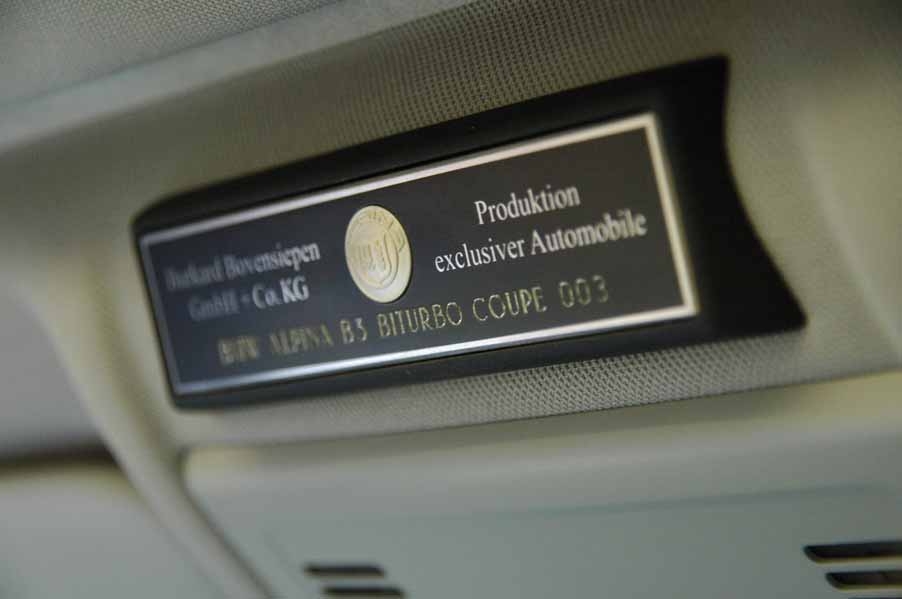 Burkard Bovensiepen
GmbH + Co. KG
Produktion
exclusiver Automobile
BMW ALPINA B3 BITURBO COUPE 003